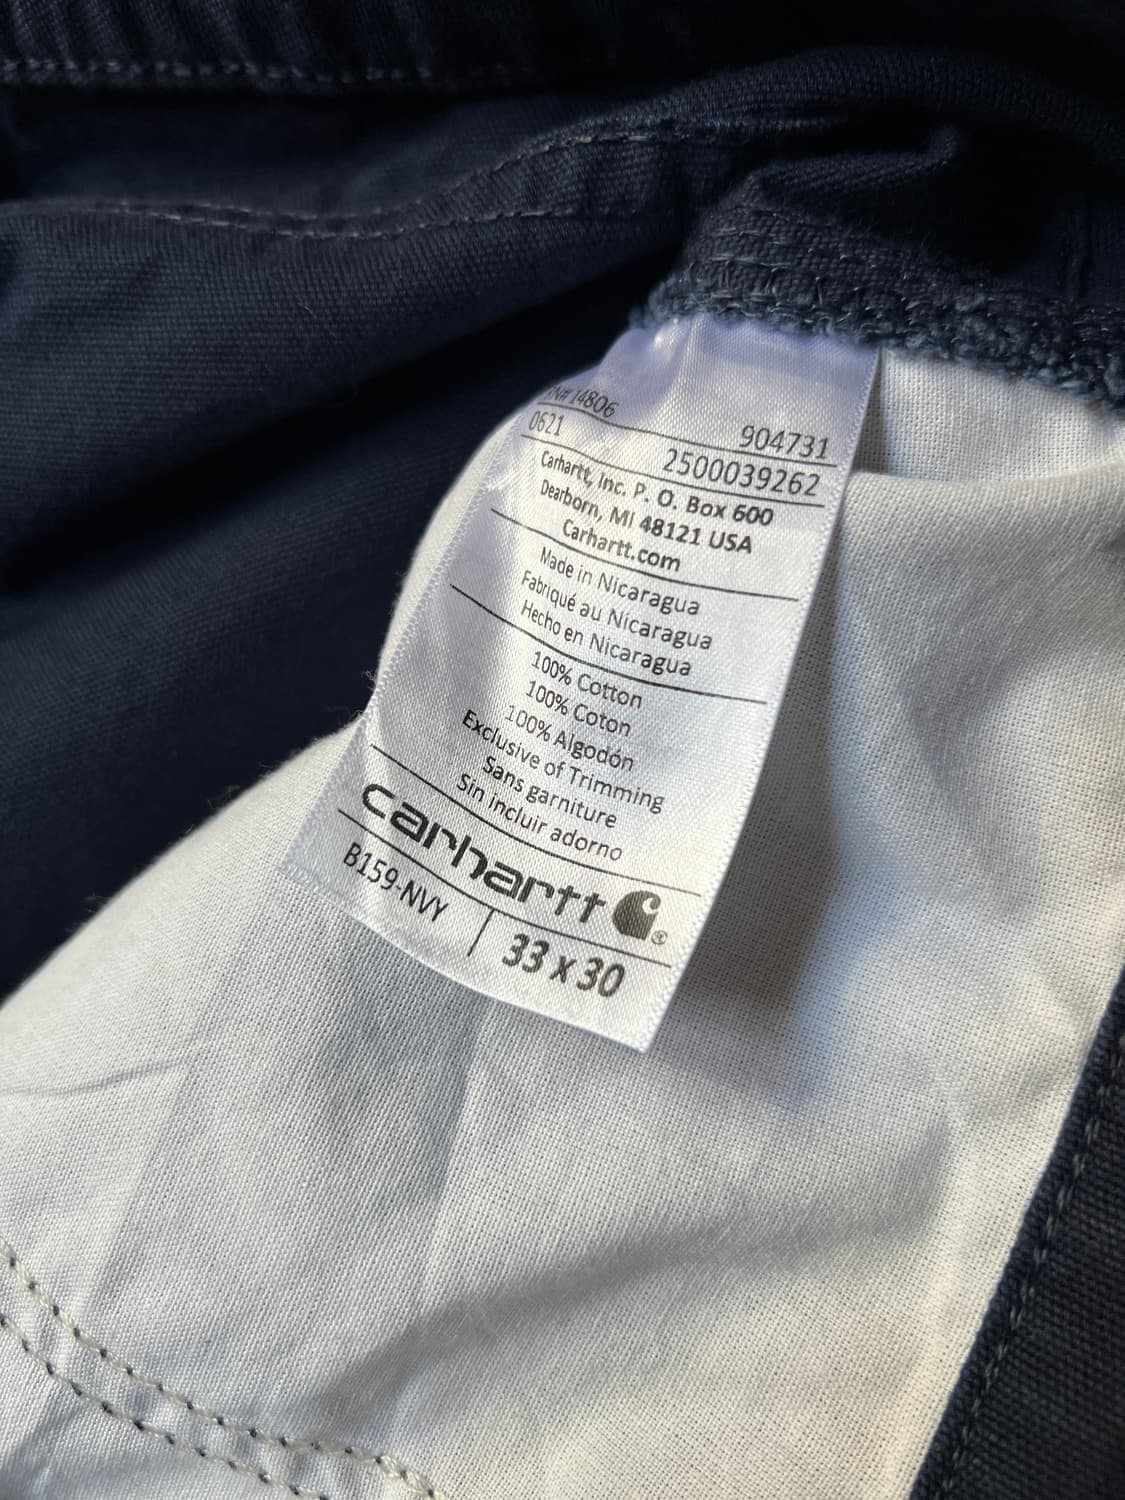 14806
904731
0621
2500039262
Carhartt, Inc. P. O. Box 600
Dearborn, MI 48121 USA
Carhartt.com
Made in Nicaragua
Fabriqué au Nicaragua
Hecho en Nicaragua
100% Cotton
100% Coton
100% Algodón
Exclusive of Trimming
Sans garniture
Sin incluir adorno
carhartt ®
B159-NVY | 33 x 30